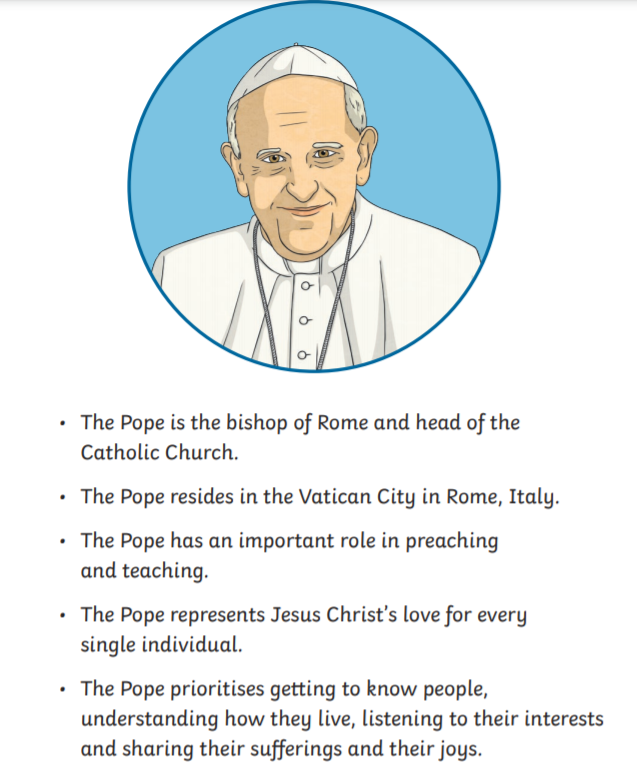 • The Pope is the bishop of Rome and head of the
Catholic Church.
• The Pope resides in the Vatican City in Rome, Italy.
• The Pope has an important role in preaching
and teaching.
• The Pope represents Jesus Christ's love for every
single individual.
• The Pope prioritises getting to know people,
understanding how they live, listening to their interests
and sharing their sufferings and their joys.